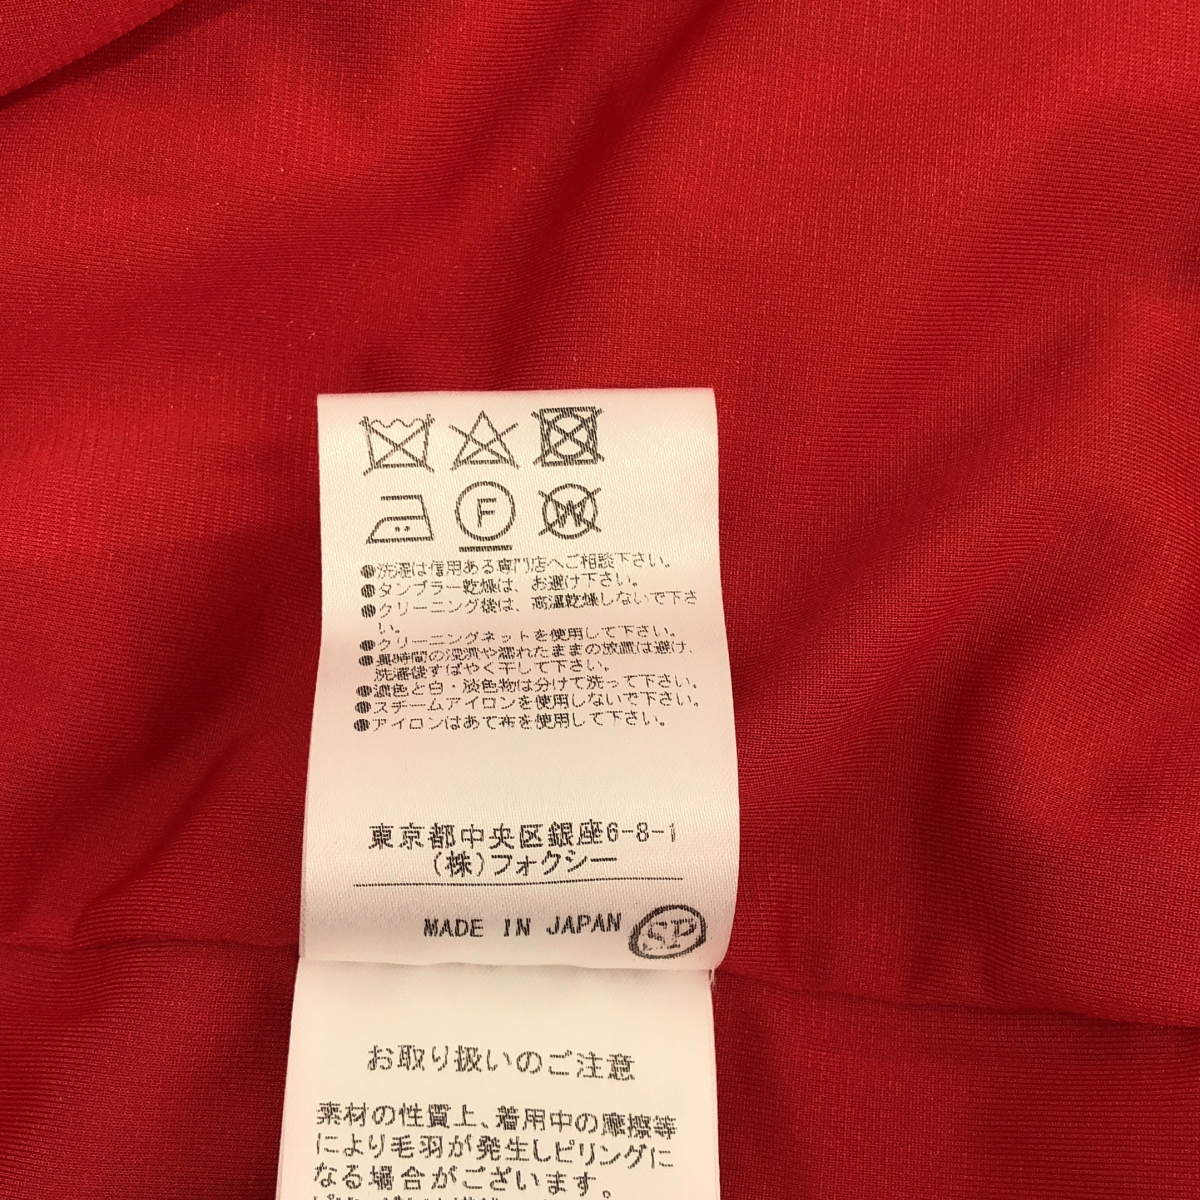 F
W
●洗濯は信用ある専門店へご相談下さい。
●タンブラー乾燥は、お避け下さい。
●クリーニング後は、高温乾燥しないで下さ
い。
●クリーニングネットを使用して下さい。
●長時間の浸漬や濡れたままの放置は避け、
洗濯後すばやく干して下さい。
●濃色と白・淡色物は分けて洗って下さい。
●スチームアイロンを使用しないで下さい。
●アイロンはあて布を使用して下さい。
東京都中央区銀座6-8-1
(株)フォクシー
MADE IN JAPAN
SP
お取り扱いのご注意
素材の性質上、着用中の摩擦等
により毛羽が発生しピリングに
なる場合がございます。